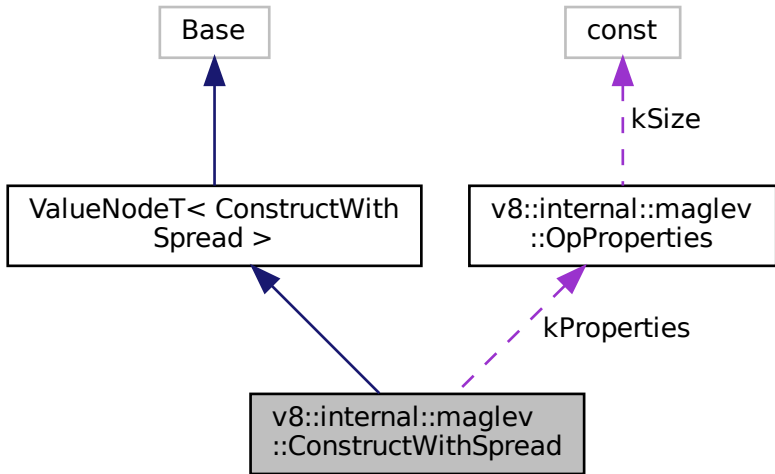 Base
const
kSize
ValueNodeT< ConstructWith
Spread >
v8::internal::maglev
::OpProperties
kProperties
v8::internal::maglev
::ConstructWithSpread